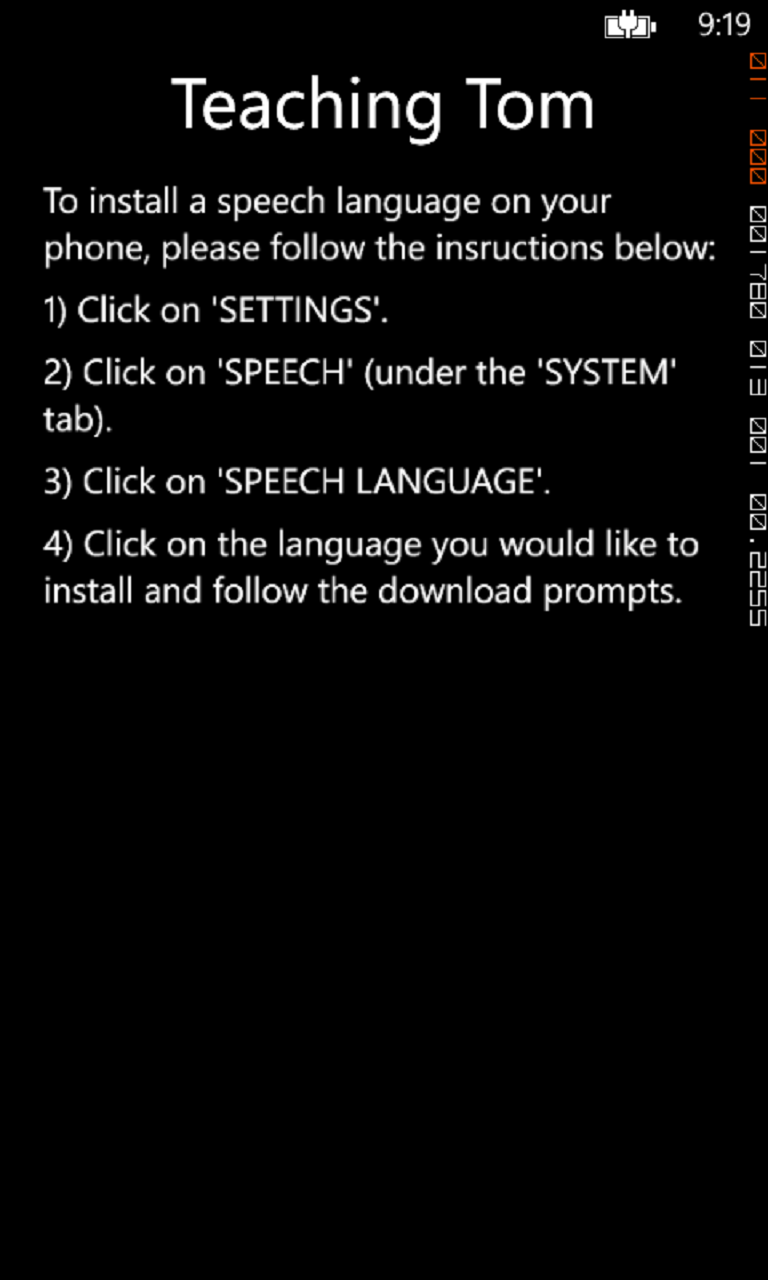 9:19
Teaching Tom
To install a speech language on your
phone, please follow the insructions below:
1) Click on 'SETTINGS'.
2) Click on 'SPEECH' (under the 'SYSTEM'
tab).
3) Click on 'SPEECH LANGUAGE'.
4) Click on the language you would like to
install and follow the download prompts.
011 000 001780 013 001 00.2255